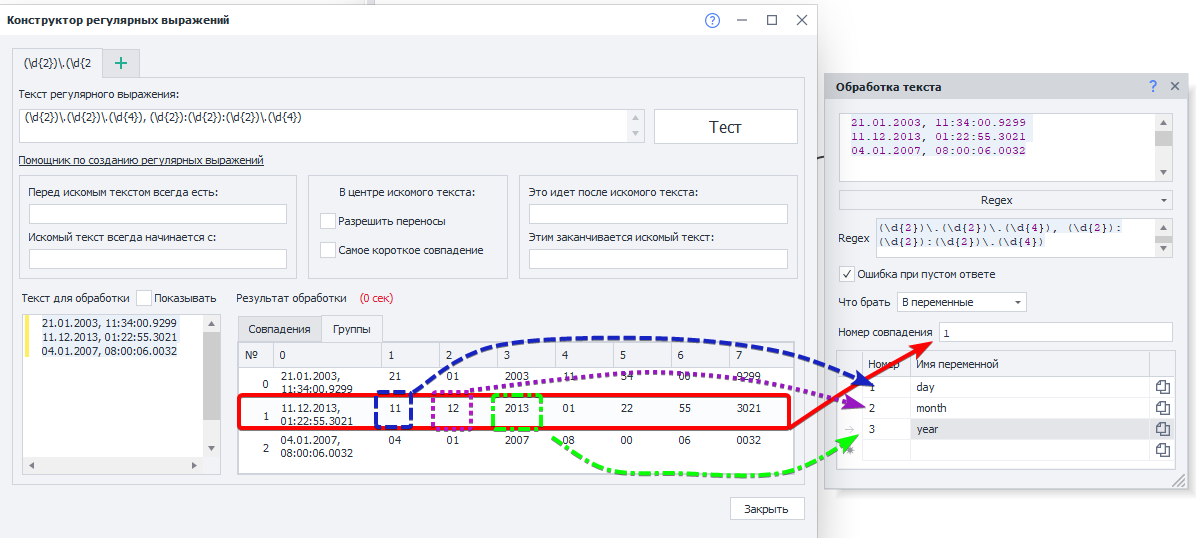 Конструктор регулярных выражений
(\d{2})\.(\d{2
Текст регулярного выражения:
(\d{2})\.(\d{2})\.(\d{4}), (\d{2}):(\d{2}):(\d{2})\.(\d{4})
Тест
Помощник по созданию регулярных выражений
Перед искомым текстом всегда есть:
Искомый текст всегда начинается с:
В центре искомого текста:
Разрешить переносы
Самое короткое совпадение
Это идет после искомого текста:
Этим заканчивается искомый текст:
Текст для обработки
Показывать
21.01.2003, 11:34:00.9299
11.12.2013, 01:22:55.3021
04.01.2007, 08:00:06.0032
Результат обработки (0 сек)
Совпадения Группы
№ 0 1 2 3 4 5 6 7
0 21.01.2003, 21 01 2003 11 34 00 9299
11:34:00.9299
1 11.12.2013, 11 12 2013 01 22 55 3021
01:22:55.3021
2 04.01.2007, 04 01 2007 08 00 06 0032
08:00:06.0032
Закрыть
Обработка текста
21.01.2003, 11:34:00.9299
11.12.2013, 01:22:55.3021
04.01.2007, 08:00:06.0032
Regex
Regex
(\d{2})\.(\d{2})\.(\d{4}), (\d{2}):
(\d{2}):(\d{2})\.(\d{4})
Ошибка при пустом ответе
Что брать В переменные
Номер совпадения 1
Номер Имя переменной
1 day
2 month
3 year